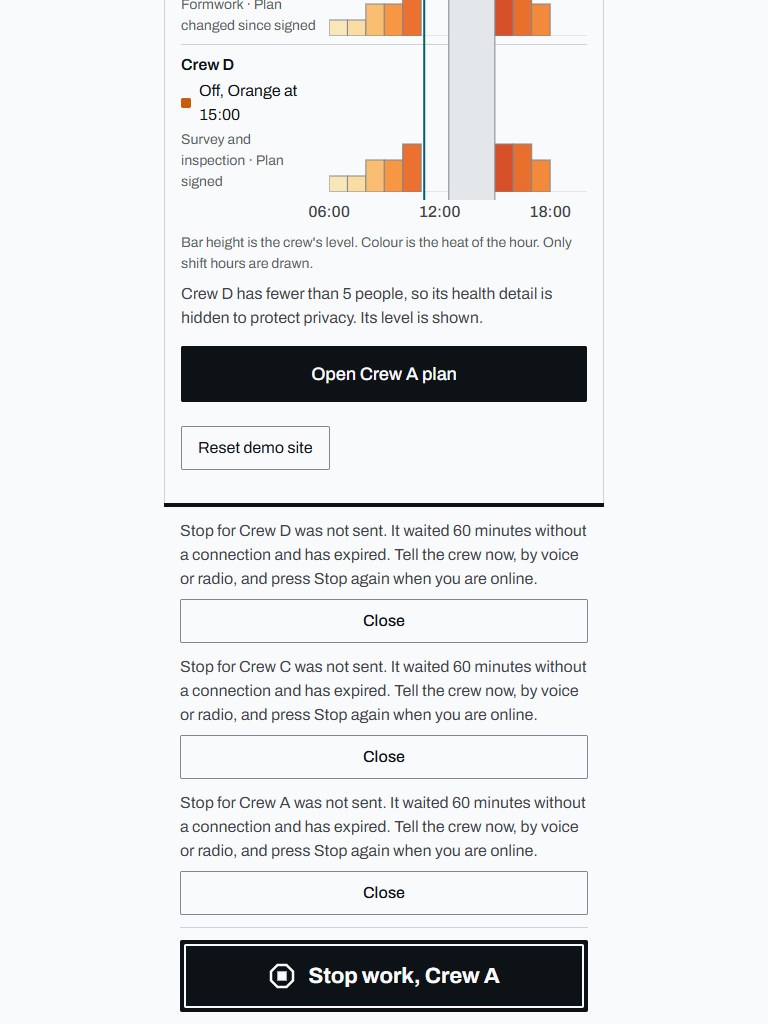 Formwork · Plan
changed since signed
Crew D
Off, Orange at
15:00
Survey and
inspection · Plan
signed
06:00 12:00 18:00
Bar height is the crew's level. Colour is the heat of the hour. Only
shift hours are drawn.
Crew D has fewer than 5 people, so its health detail is
hidden to protect privacy. Its level is shown.
Open Crew A plan
Reset demo site
Stop for Crew D was not sent. It waited 60 minutes without
a connection and has expired. Tell the crew now, by voice
or radio, and press Stop again when you are online.
Close
Stop for Crew C was not sent. It waited 60 minutes without
a connection and has expired. Tell the crew now, by voice
or radio, and press Stop again when you are online.
Close
Stop for Crew A was not sent. It waited 60 minutes without
a connection and has expired. Tell the crew now, by voice
or radio, and press Stop again when you are online.
Close
Stop work, Crew A